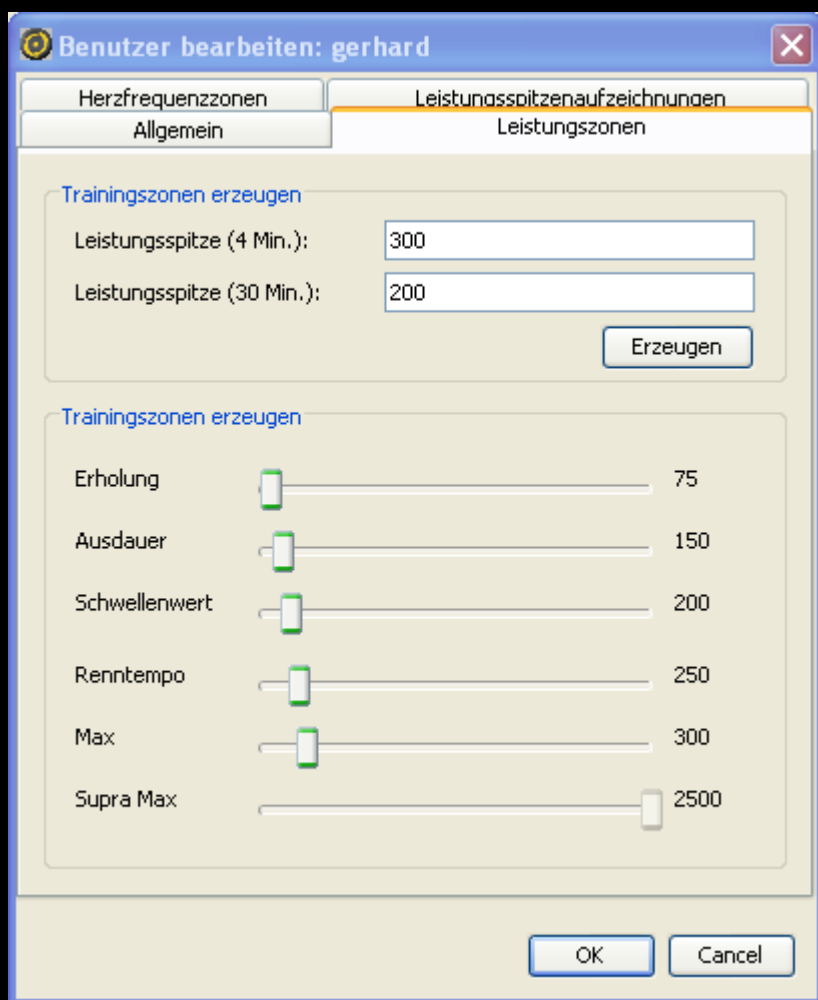 Benutzer bearbeiten: gerhard
Herzfrequenzzonen
Leistungsspitzenaufzeichnungen
Allgemein
Leistungszonen
Trainingszonen erzeugen
Leistungsspitze (4 Min.): 300
Leistungsspitze (30 Min.): 200
Erzeugen
Trainingszonen erzeugen
Erholung 75
Ausdauer 150
Schwellenwert 200
Renntempo 250
Max 300
Supra Max 2500
OK
Cancel